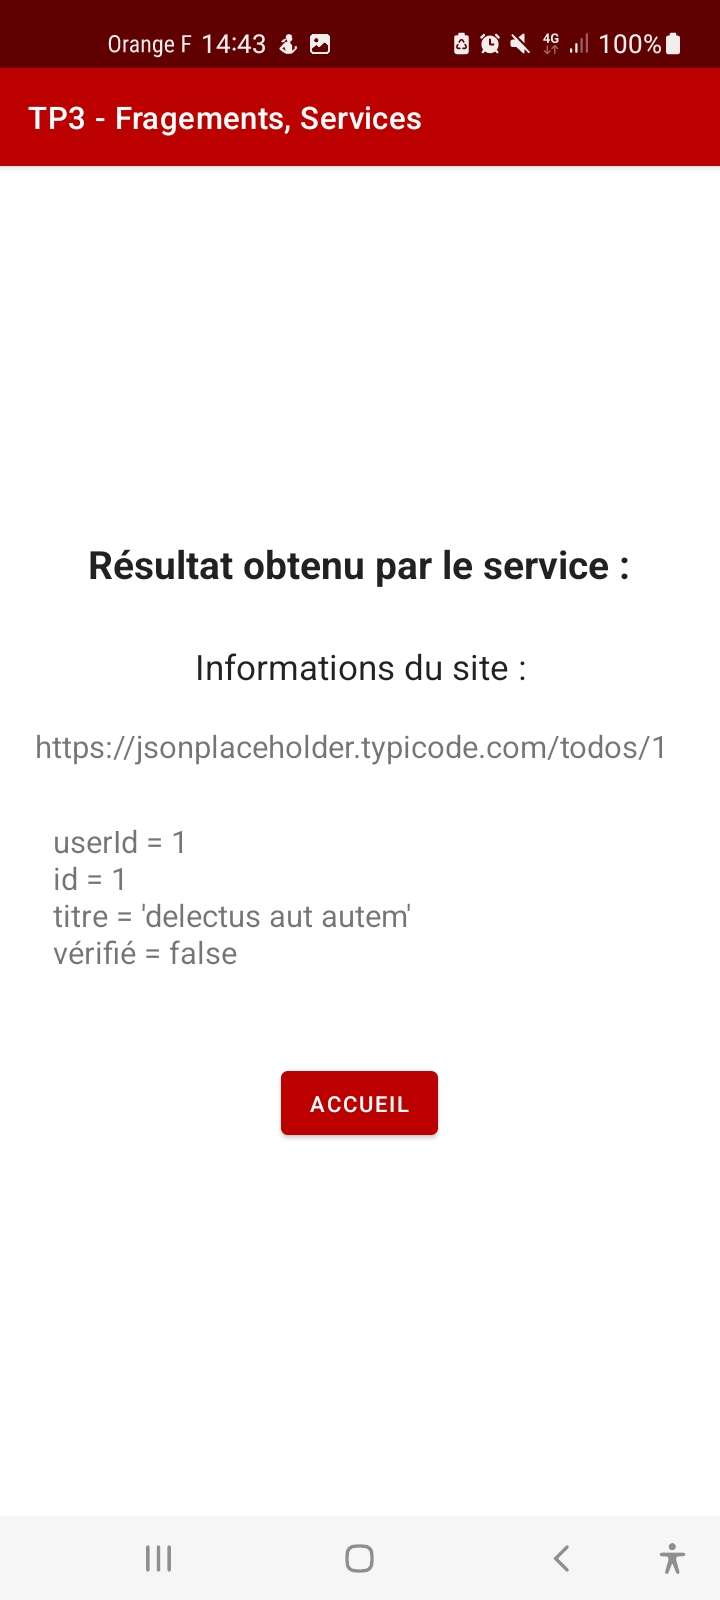 Orange F 14:43 4G 100%
TP3 - Fragements, Services
Résultat obtenu par le service :
Informations du site :
https://jsonplaceholder.typicode.com/todos/1
userId = 1
id = 1
titre = 'delectus aut autem'
vérifié = false
ACCUEIL